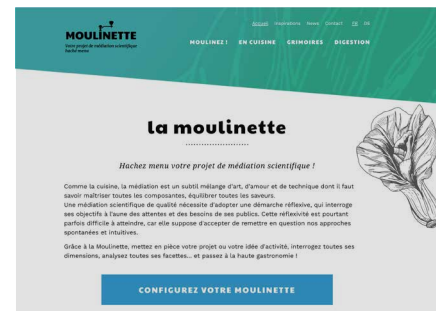 Accueil Inspirations News Contact FR DE
MOULINETTE
Votre projet de médiation scientifique
haché menu
MOULINEZ ! EN CUISINE GRIMOIRES DIGESTION
la moulinette
Hachez menu votre projet de médiation scientifique !
Comme la cuisine, la médiation est un subtil mélange d'art, d'amour et de technique dont il faut
savoir maîtriser toutes les composantes, équilibrer toutes les saveurs.
Une médiation scientifique de qualité nécessite d'adopter une démarche réflexive, qui interroge
ses objectifs à l'aune des attentes et des besoins de ses publics. Cette réflexivité est pourtant
parfois difficile à atteindre, car elle suppose d'accepter de remettre en question nos approches
spontanées et intuitives.
Grâce à la Moulinette, mettez en pièce votre projet ou votre idée d'activité, interrogez toutes ses
dimensions, analysez toutes ses facettes... et passez à la haute gastronomie !
CONFIGUREZ VOTRE MOULINETTE